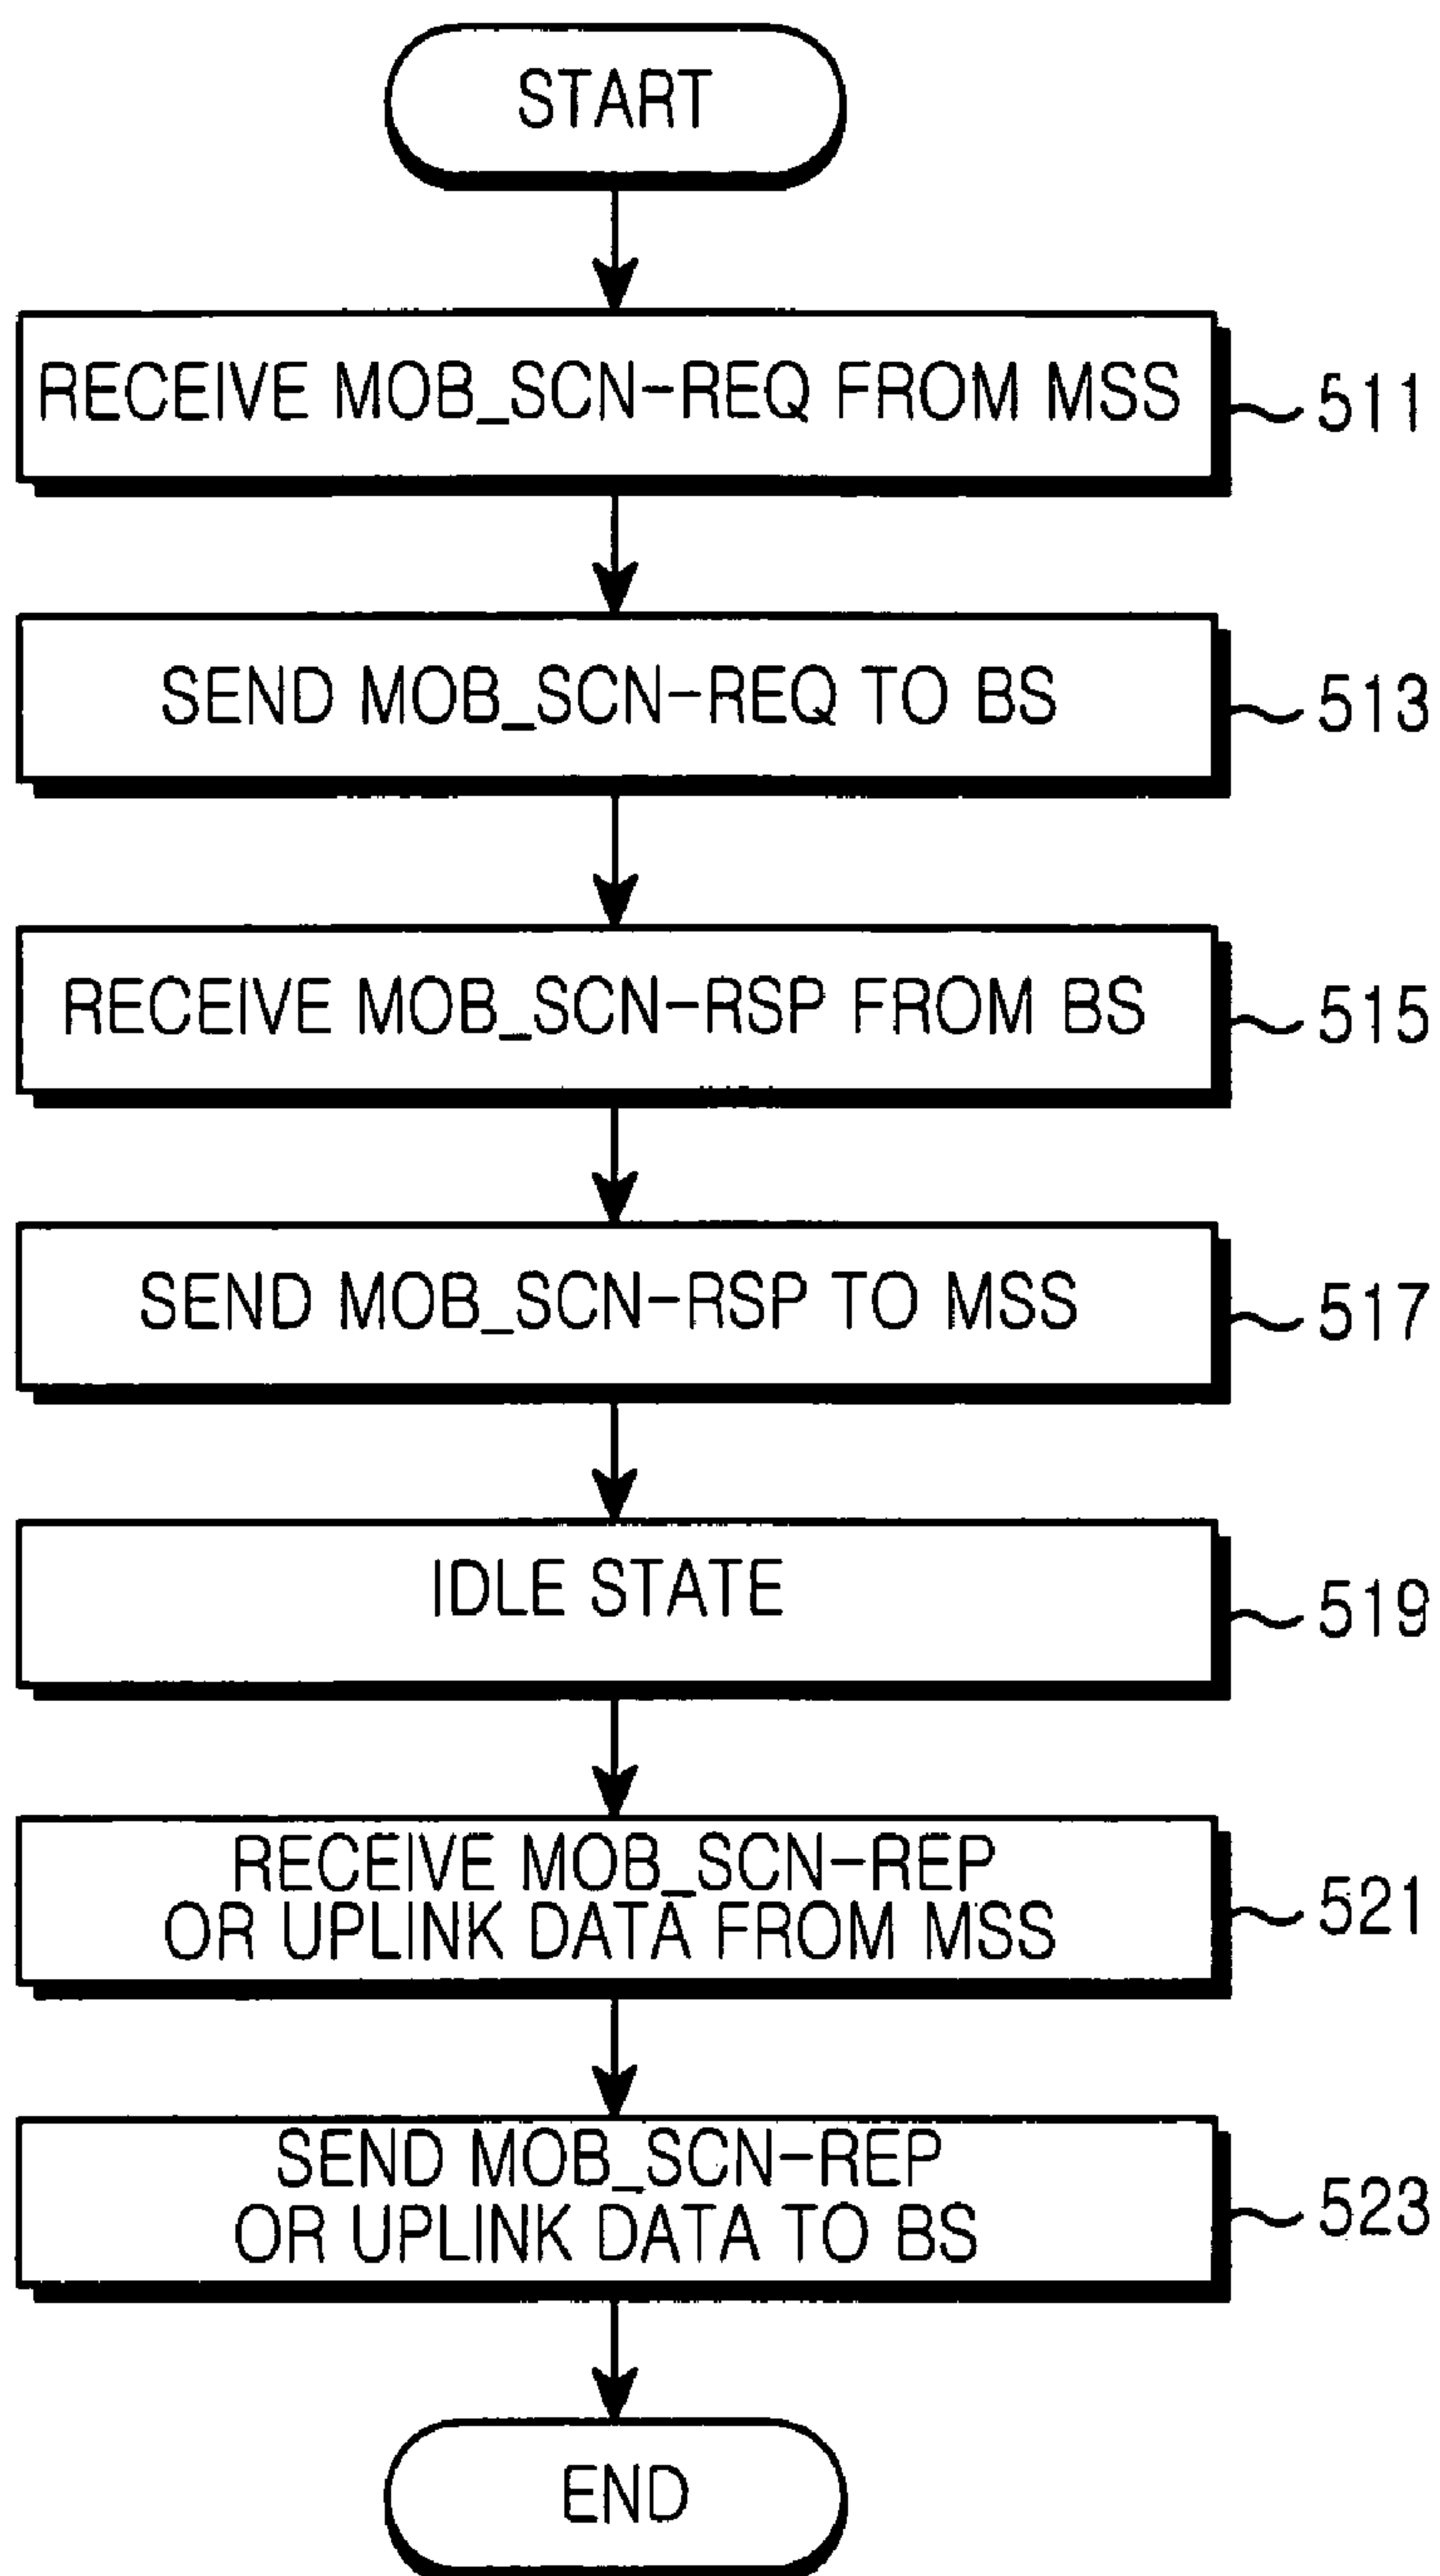 START
RECEIVE MOB_SCN-REQ FROM MSS
511
SEND MOB_SCN-REQ TO BS
513
RECEIVE MOB_SCN-RSP FROM BS
515
SEND MOB_SCN-RSP TO MSS
517
IDLE STATE
519
RECEIVE MOB_SCN-REP
OR UPLINK DATA FROM MSS
521
SEND MOB_SCN-REP
OR UPLINK DATA TO BS
523
END